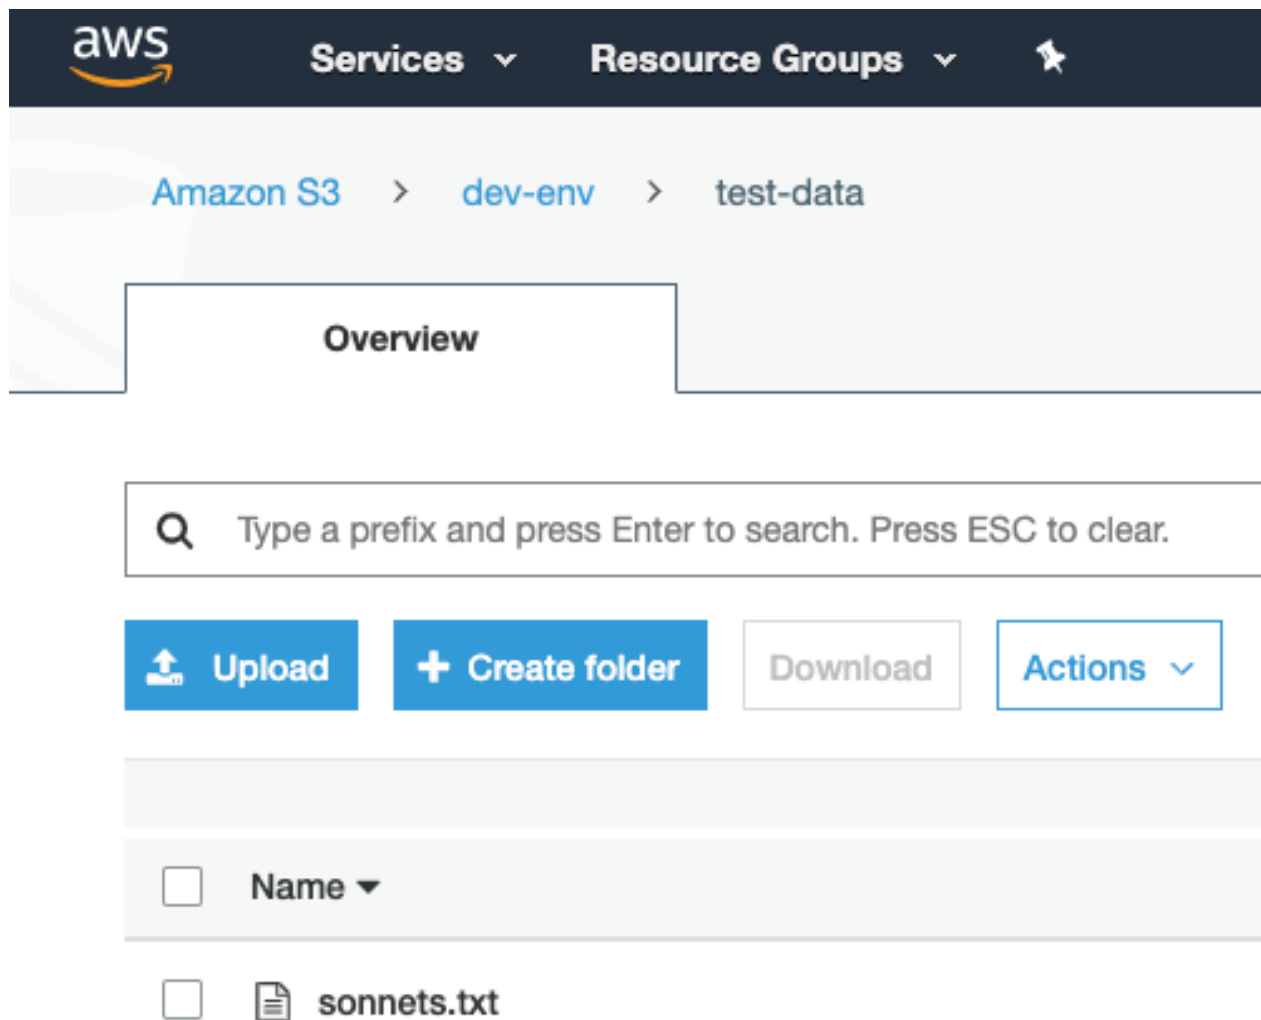 aws Services Resource Groups
Amazon S3 > dev-env > test-data
Overview
Type a prefix and press Enter to search. Press ESC to clear.
Upload + Create folder Download Actions
Name
sonnets.txt